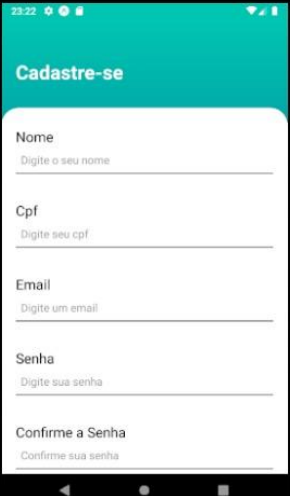 23:22
Cadastre-se
Nome
Digite o seu nome
Cpf
Digite seu cpf
Email
Digite um email
Senha
Digite sua senha
Confirme a Senha
Confirme sua senha